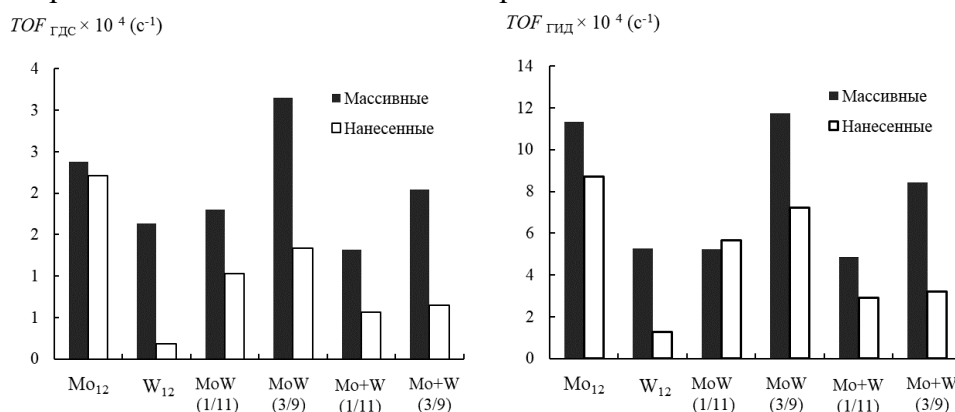 TOF ГДС × 10 4 (с-1)
4
3
3
2
2
1
1
0
Массивные
Нанесенные
Mo12
W12
MoW (1/11)
MoW (3/9)
Mo+W (1/11)
Mo+W (3/9)
TOF ГИД × 10 4 (с-1)
14
12
10
8
6
4
2
0
Массивные
Нанесенные
Mo12
W12
MoW (1/11)
MoW (3/9)
Mo+W (1/11)
Mo+W (3/9)